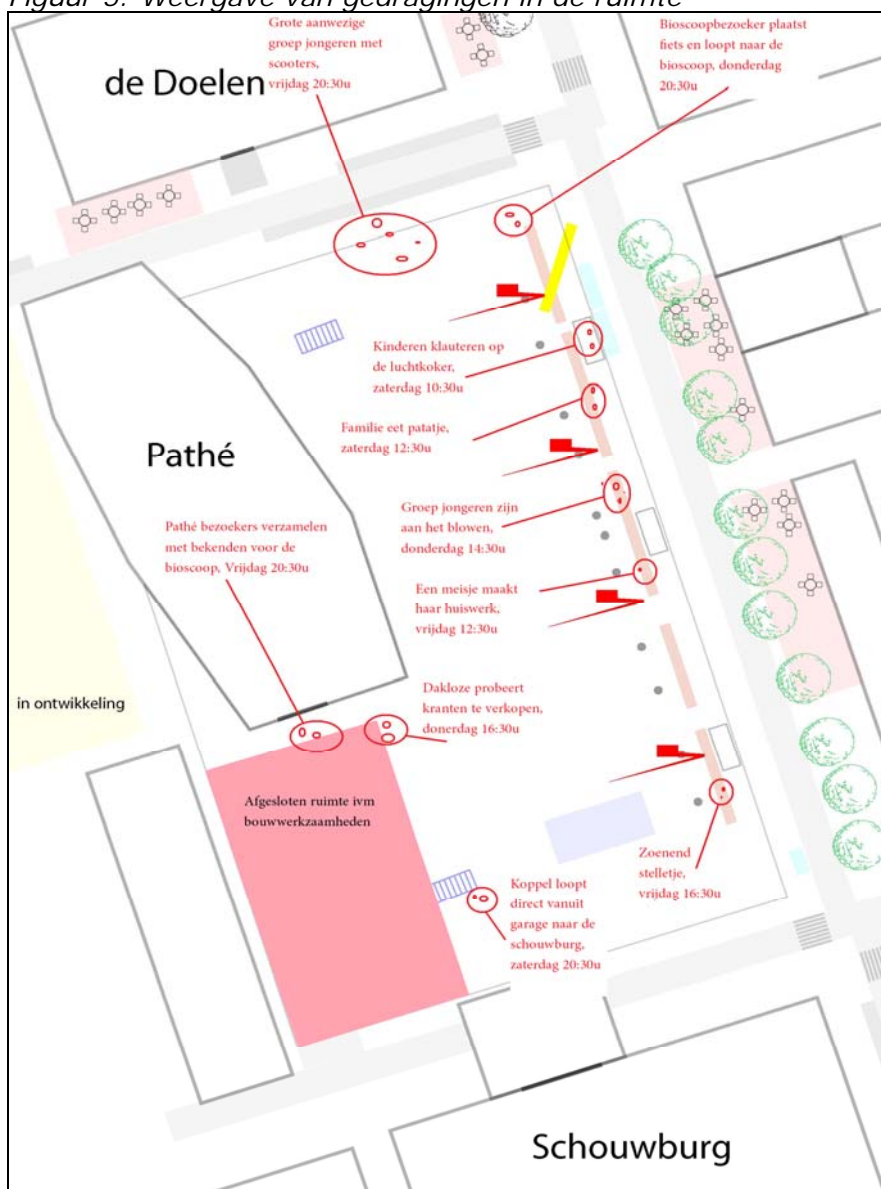 Figuur 5: Weergave van gedragingen in de ruimte
Grote aanwezige
groep jongeren met
scooters,
vrijdag 20:30u
Bioscoopbezoeker plaatst
fiets en loopt naar de
bioscoop, donderdag
20:30u
de Doelen
Kinderen klauteren op
de luchtkoker,
zaterdag 10:30u
Familie eet patatje,
zaterdag 12:30u
Pathé
Groep jongeren zijn
aan het blowen,
donderdag 14:30u
Pathé bezoekers verzamelen
met bekenden voor de
bioscoop, Vrijdag 20:30u
Een meisje maakt
haar huiswerk,
vrijdag 12:30u
in ontwikkeling
Dakloze probeert
kranten te verkopen,
donerdag 16:30u
Afgesloten ruimte ivm
bouwwerkzaamheden
Zoenend
stelletje,
vrijdag 16:30u
Koppel loopt
direct vanuit
garage naar de
schouwburg,
zaterdag 20:30u
Schouwburg